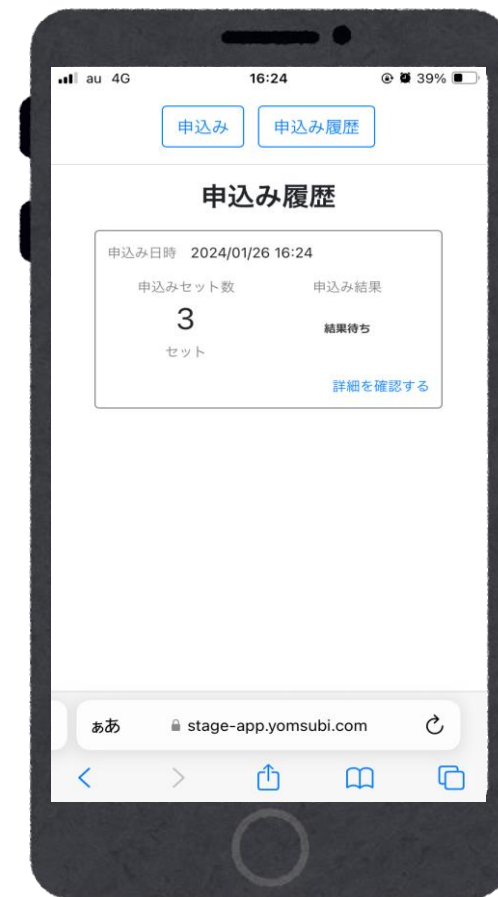 au 4G 16:24 39%
申込み 申込み履歴
申込み履歴
申込み日時 2024/01/26 16:24
申込みセット数 申込み結果
3 結果待ち
セット
詳細を確認する
ぁあ stage-app.yomsubi.com